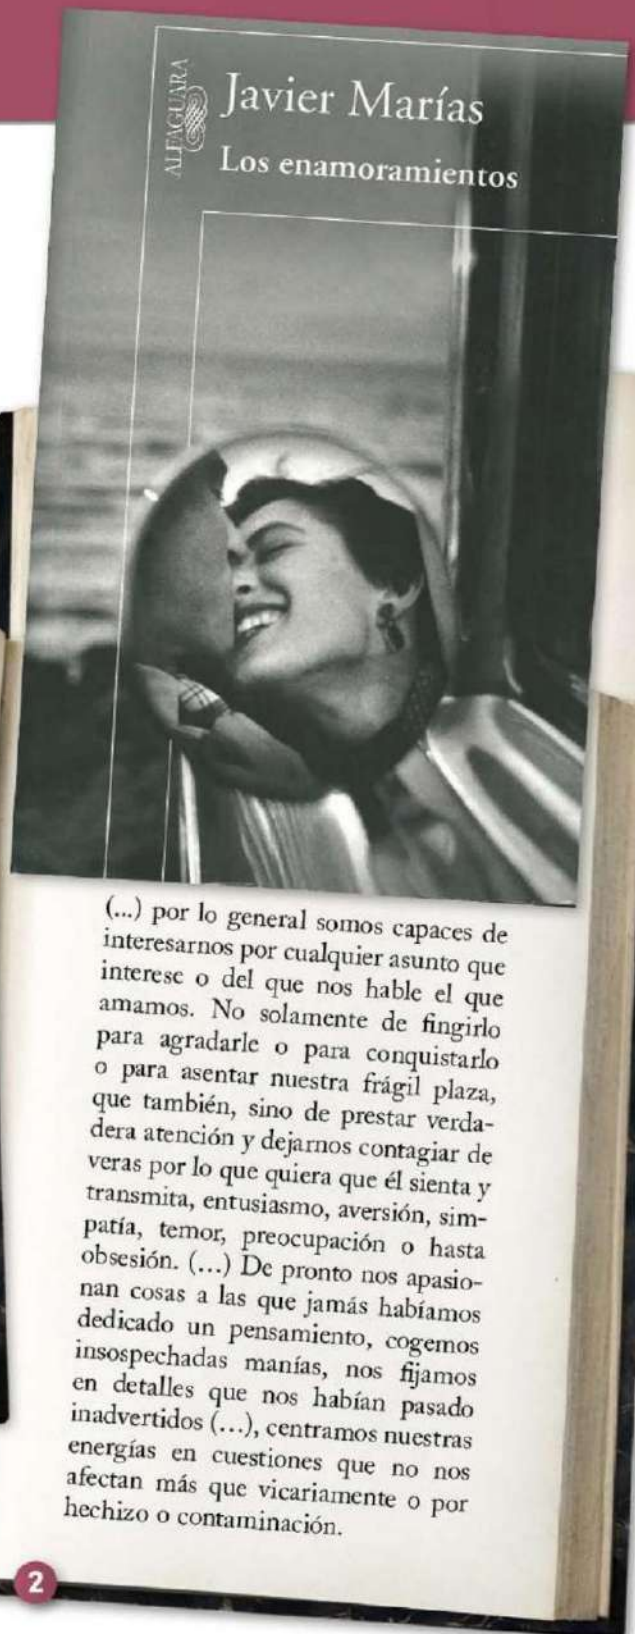 ALFAGUARA
Javier Marías
Los enamoramientos
(...) por lo general somos capaces de
interesarnos por cualquier asunto que
interese o del que nos hable el que
amamos. No solamente de fingirlo
para agradarle o para conquistarlo
o para asentar nuestra frágil plaza,
que también, sino de prestar verda-
dera atención y dejarnos contagiar de
veras por lo que quiera que él sienta y
transmita, entusiasmo, aversión, sim-
patía, temor, preocupación o hasta
obsesión. (...) De pronto nos apasio-
nan cosas a las que jamás habíamos
dedicado un pensamiento, cogemos
insospechadas manías, nos fijamos
en detalles que nos habían pasado
inadvertidos (...), centramos nuestras
energías en cuestiones que no nos
afectan más que vicariamente o por
hechizo o contaminación.
2